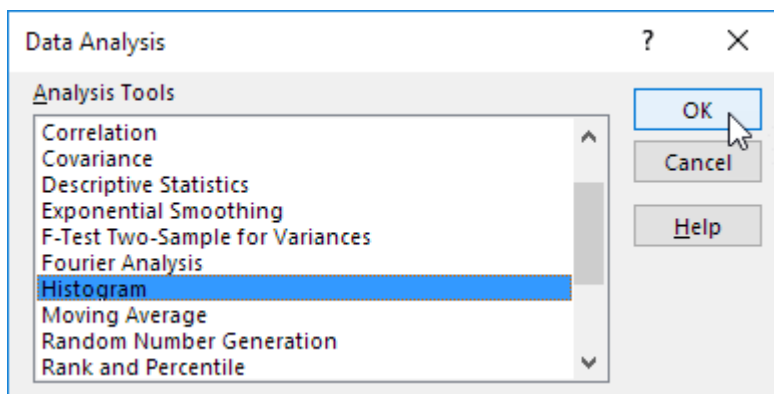 Data Analysis
?
Analysis Tools
Correlation
Covariance
Descriptive Statistics
Exponential Smoothing
F-Test Two-Sample for Variances
Fourier Analysis
Histogram
Moving Average
Random Number Generation
Rank and Percentile
OK
Cancel
Help